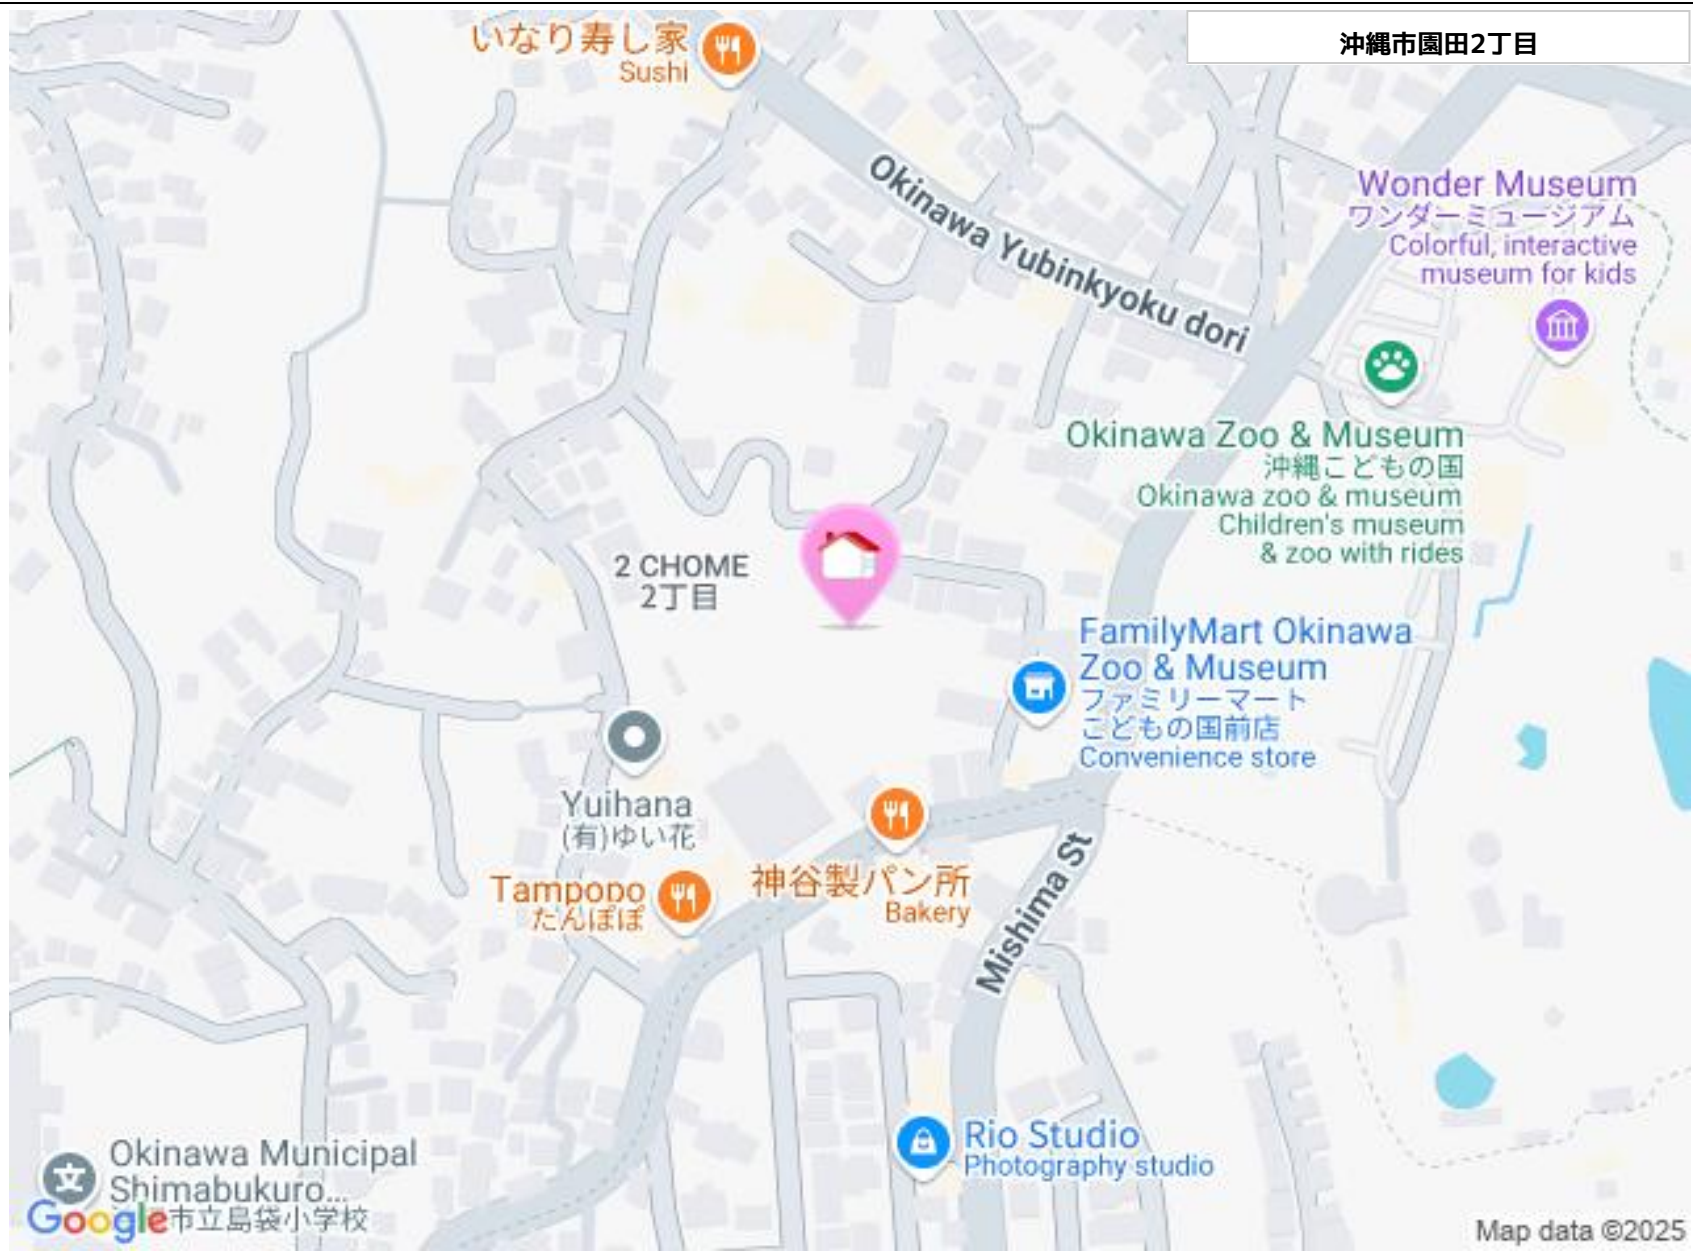 沖縄市園田2丁目
いなり寿し家
Sushi
Okinawa Yubinkyoku dori
Wonder Museum
ワンダーミュージアム
Colorful, interactive
museum for kids
Okinawa Zoo & Museum
沖縄こどもの国
Okinawa zoo & museum
Children's museum
& zoo with rides
2 CHOME
2丁目
FamilyMart Okinawa
Zoo & Museum
ファミリーマート
こどもの国前店
Convenience store
Yuihana
(有)ゆい花
Tampopo
たんぽぽ
神谷製パン所
Bakery
Mishima St
Rio Studio
Photography studio
文
Okinawa Municipal
Shimabukuro...
市立島袋小学校
Google
Map data ©2025